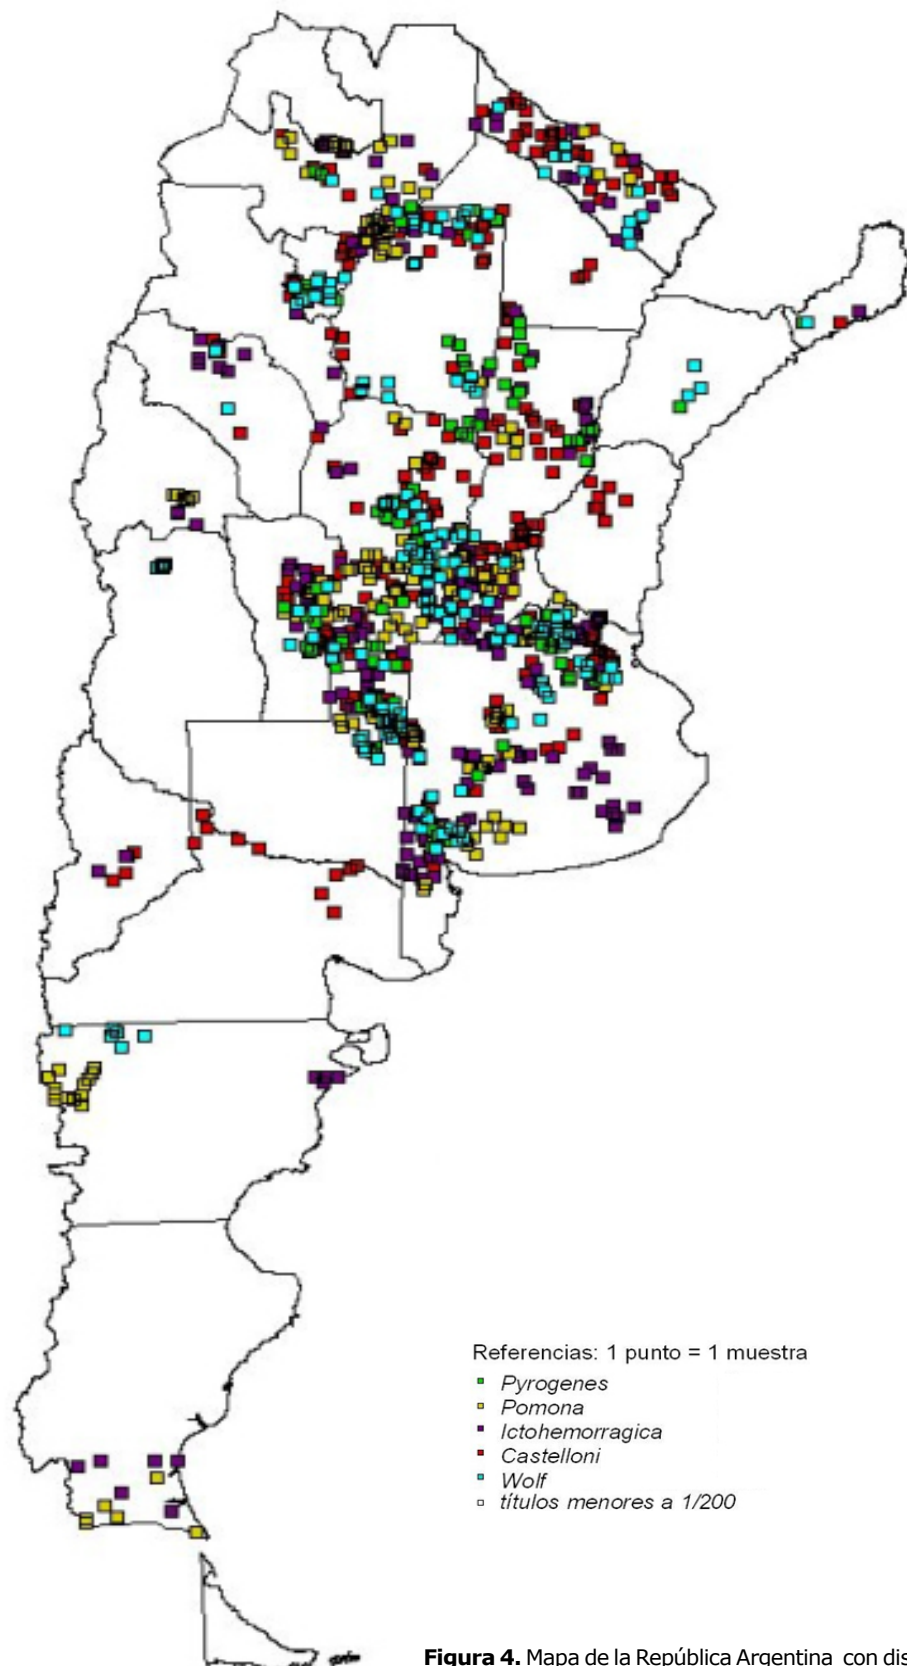 Referencias: 1 punto = 1 muestra
Pyrogenes
Pomona
Ictohemorragica
Castelloni
Wolf
títulos menores a 1/200
Figura 4. Mapa de la República Argentina con dis